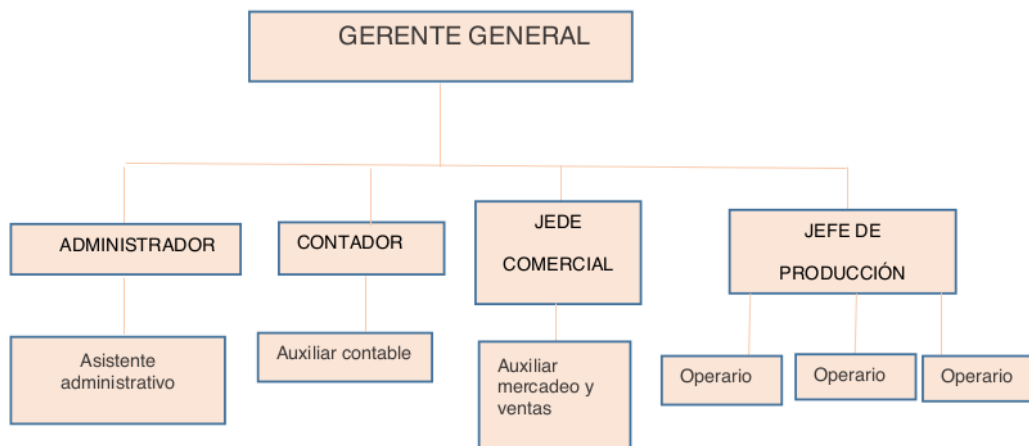 GERENTE GENERAL
ADMINISTRADOR
CONTADOR
JEDE
COMERCIAL
JEFE DE
PRODUCCIÓN
Asistente
administrativo
Auxiliar contable
Auxiliar
mercadeo y
ventas
Operario
Operario
Operario